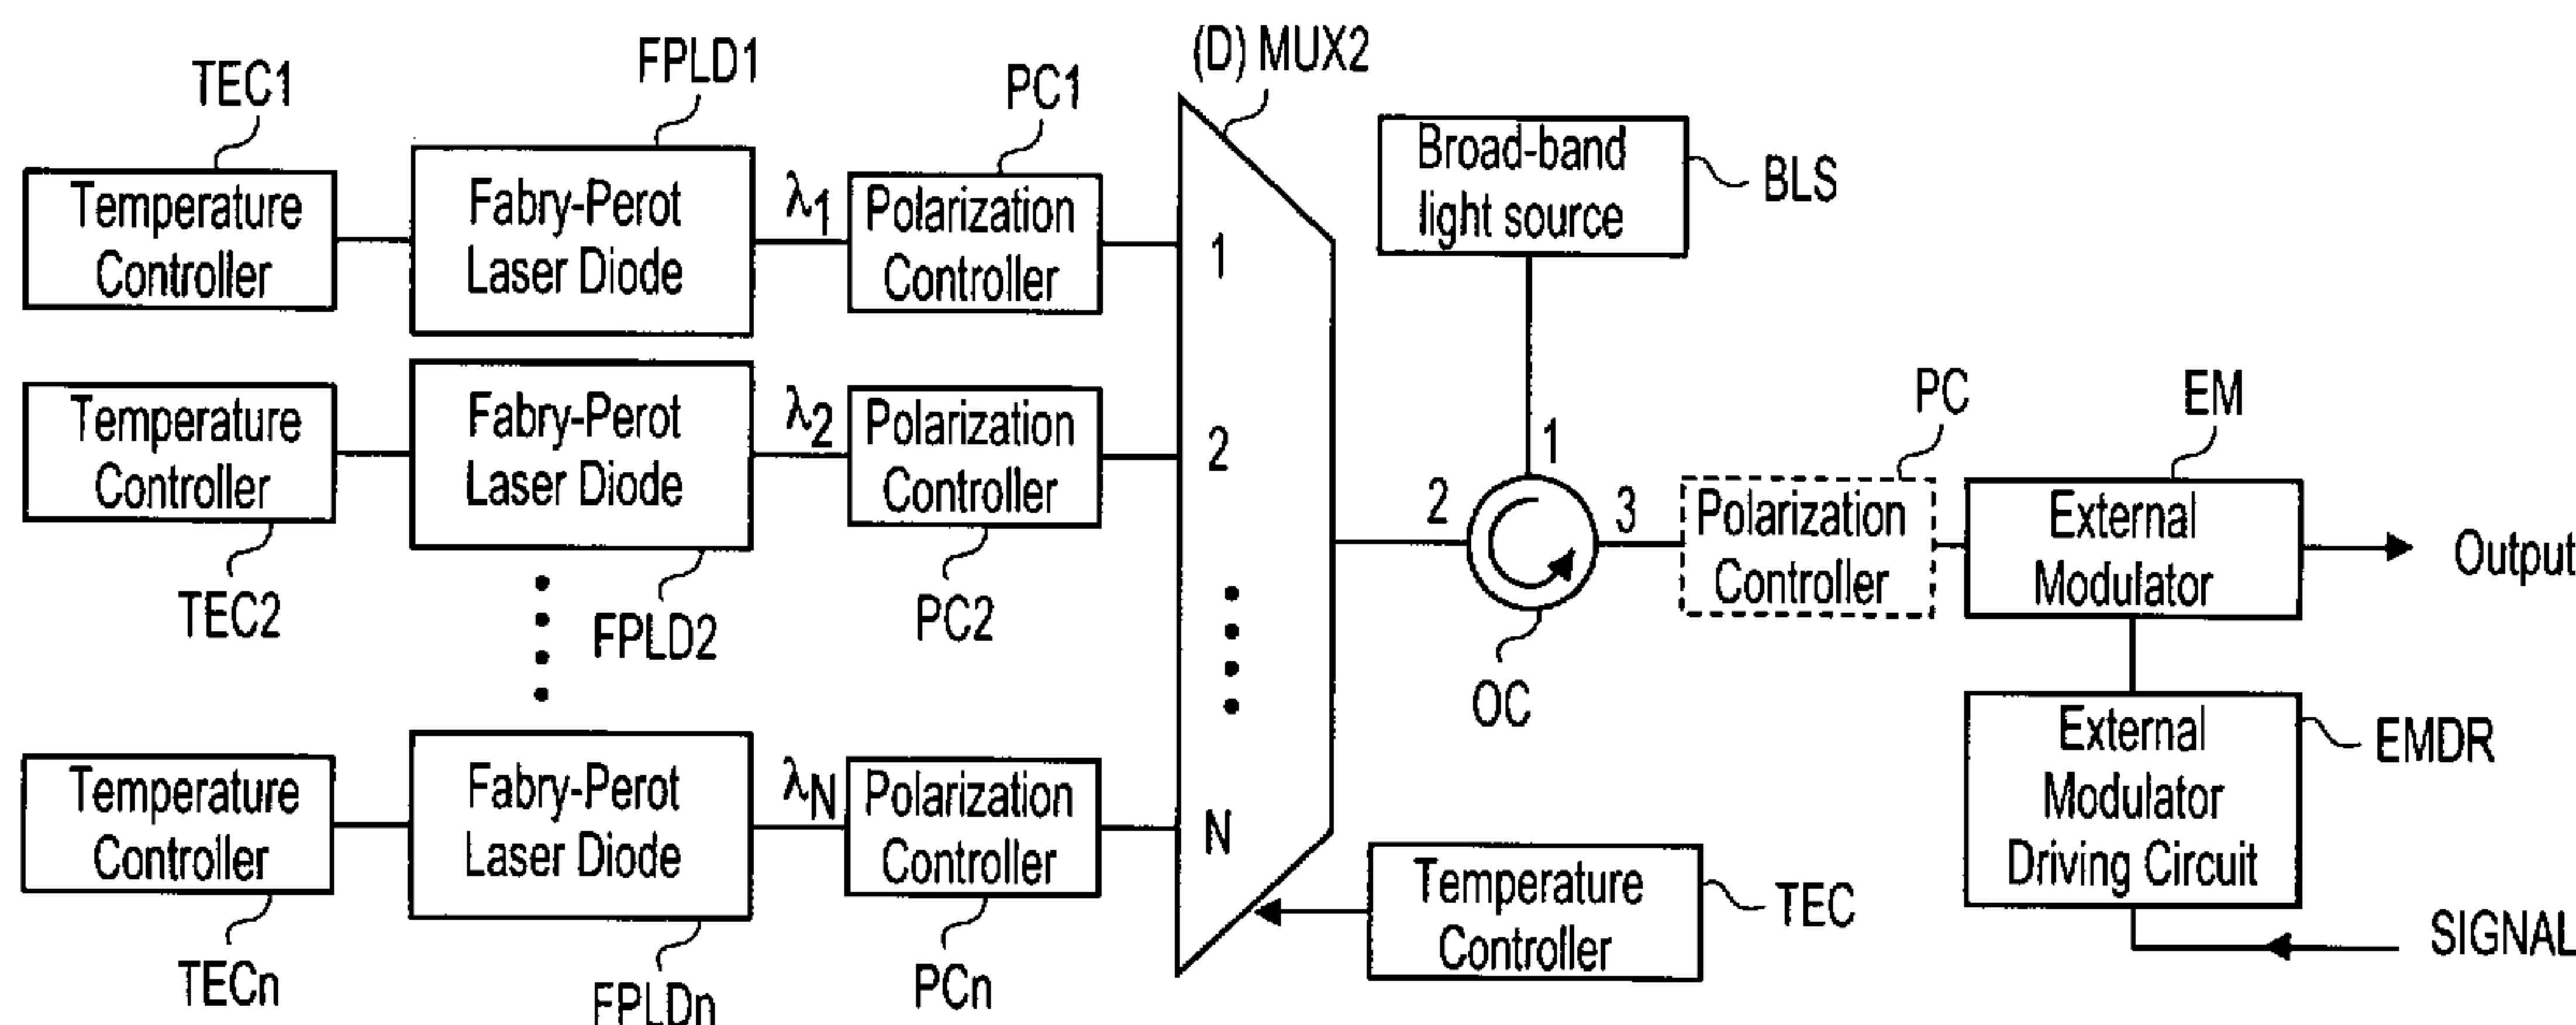 TEC1
FPLD1
PC1
(D) MUX2
Temperature
Controller
Fabry-Perot
Laser Diode
λ1
Polarization
Controller
1
Broad-band
light source
BLS
Temperature
Controller
Fabry-Perot
Laser Diode
λ2
Polarization
Controller
2
TEC2
FPLD2
PC2
1
2
3
OC
PC
Polarization
Controller
EM
External
Modulator
Output
Temperature
Controller
Fabry-Perot
Laser Diode
λN
Polarization
Controller
N
TECn
FPLDn
PCn
Temperature
Controller
TEC
External
Modulator
Driving Circuit
EMDR
SIGNAL